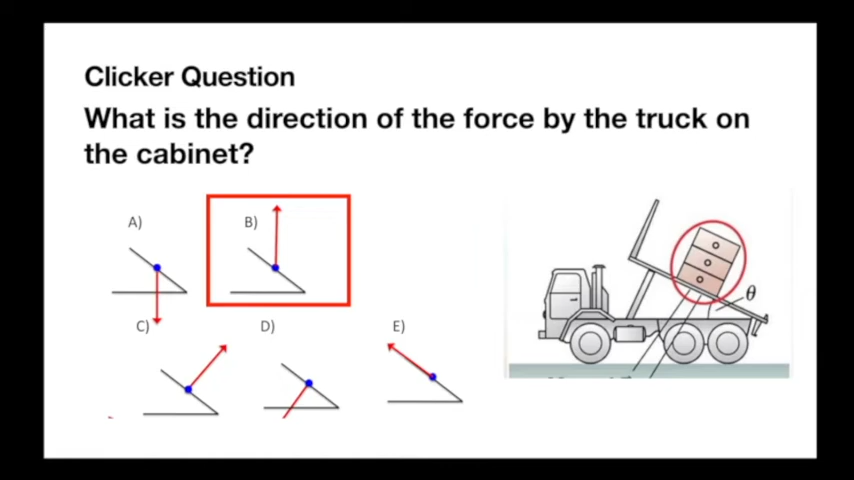 Clicker Question
What is the direction of the force by the truck on
the cabinet?
A)
B)
C)
D)
E)
θ